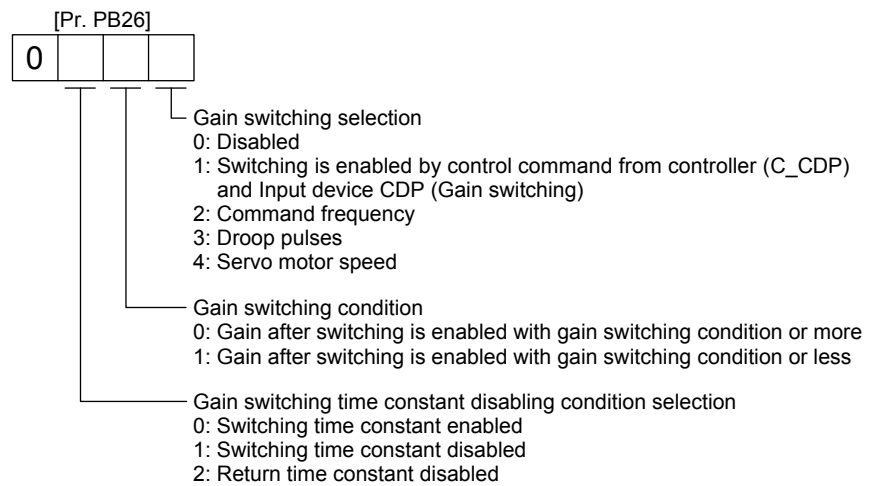 [Pr. PB26]
0
Gain switching selection
0: Disabled
1: Switching is enabled by control command from controller (C_CDP)
and Input device CDP (Gain switching)
2: Command frequency
3: Droop pulses
4: Servo motor speed
Gain switching condition
0: Gain after switching is enabled with gain switching condition or more
1: Gain after switching is enabled with gain switching condition or less
Gain switching time constant disabling condition selection
0: Switching time constant enabled
1: Switching time constant disabled
2: Return time constant disabled